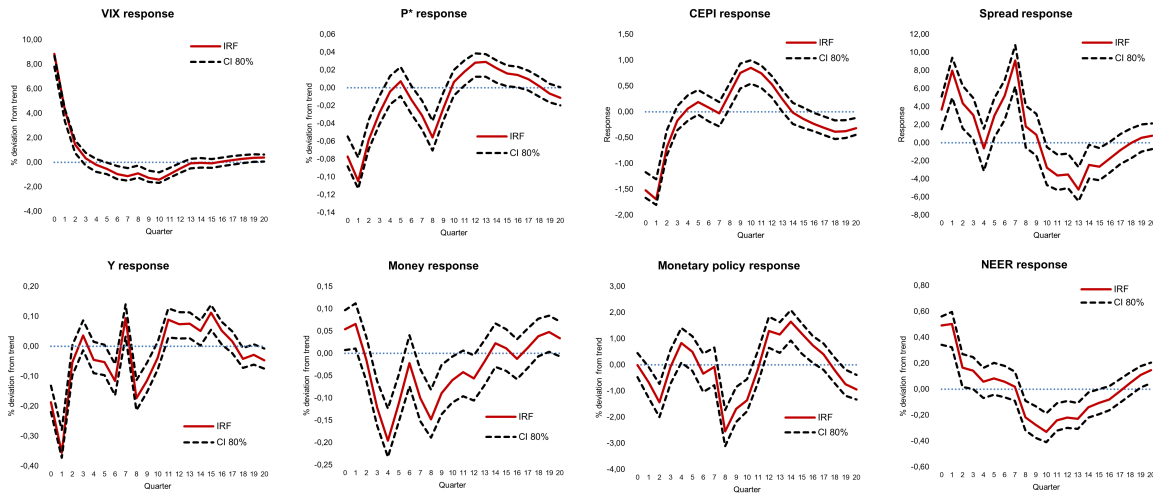 VIX response
10,00
8,00
6,00
4,00
2,00
0,00
-2,00
-4,00
% deviation from trend
IRF
CI 80%
0 1 2 3 4 5 6 7 8 9 10 11 12 13 14 15 16 17 18 19 20
Quarter
P* response
0,06
0,04
0,02
0,00
-0,02
-0,04
-0,06
-0,08
-0,10
-0,12
-0,14
% deviation from trend
IRF
CI 80%
0 1 2 3 4 5 6 7 8 9 10 11 12 13 14 15 16 17 18 19 20
Quarter
CEPI response
1,50
1,00
0,50
0,00
-0,50
-1,00
-1,50
-2,00
Response
IRF
CI 80%
0 1 2 3 4 5 6 7 8 9 10 11 12 13 14 15 16 17 18 19 20
Quarter
Spread response
12,00
10,00
8,00
6,00
4,00
2,00
0,00
-2,00
-4,00
-6,00
-8,00
Response
IRF
CI 80%
0 1 2 3 4 5 6 7 8 9 10 11 12 13 14 15 16 17 18 19 20
Quarter
Y response
0,20
0,10
0,00
-0,10
-0,20
-0,30
-0,40
% deviation from trend
IRF
CI 80%
0 1 2 3 4 5 6 7 8 9 10 11 12 13 14 15 16 17 18 19 20
Quarter
Money response
0,15
0,10
0,05
0,00
-0,05
-0,10
-0,15
-0,20
-0,25
% deviation from trend
IRF
CI 80%
0 1 2 3 4 5 6 7 8 9 10 11 12 13 14 15 16 17 18 19 20
Quarter
Monetary policy response
3,00
2,00
1,00
0,00
-1,00
-2,00
-3,00
-4,00
% deviation from trend
IRF
CI 80%
0 1 2 3 4 5 6 7 8 9 10 11 12 13 14 15 16 17 18 19 20
Quarter
NEER response
0,80
0,60
0,40
0,20
0,00
-0,20
-0,40
-0,60
% deviation from trend
IRF
CI 80%
0 1 2 3 4 5 6 7 8 9 10 11 12 13 14 15 16 17 18 19 20
Quarter